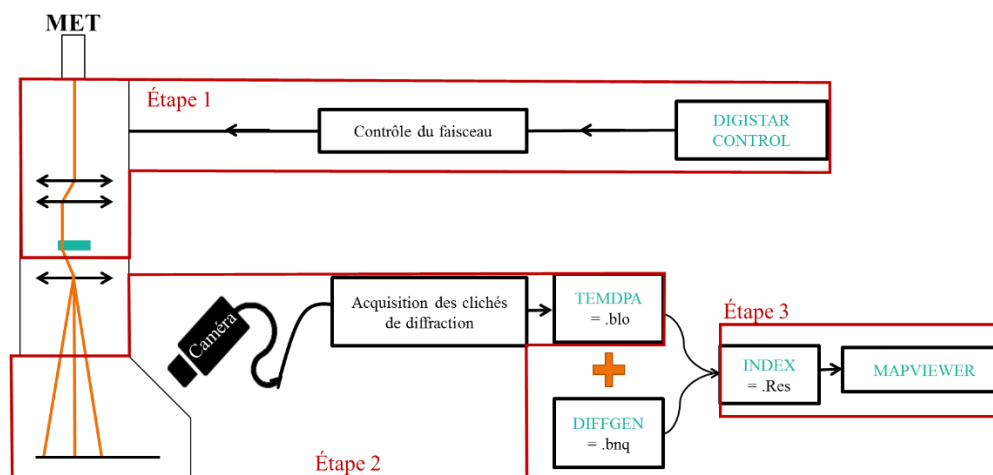 MET
Étape 1
Contrôle du faisceau
DIGISTAR
CONTROL
Caméra
Acquisition des clichés
de diffraction
TEMDPA
= .blo
Étape 3
INDEX
= .Res
MAPVIEWER
DIFFGEN
= .bnq
Étape 2